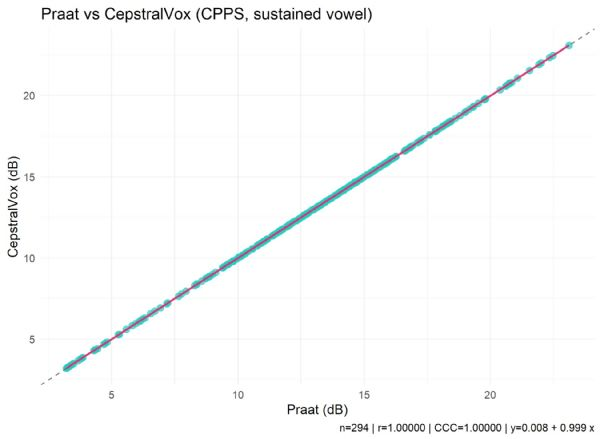 Praat vs CepstralVox (CPPS, sustained vowel)
CepstralVox (dB)
20
15
10
5
5 10 15 20
Praat (dB)
n=294 | r=1.00000 | CCC=1.00000 | y=0.008 + 0.999 x